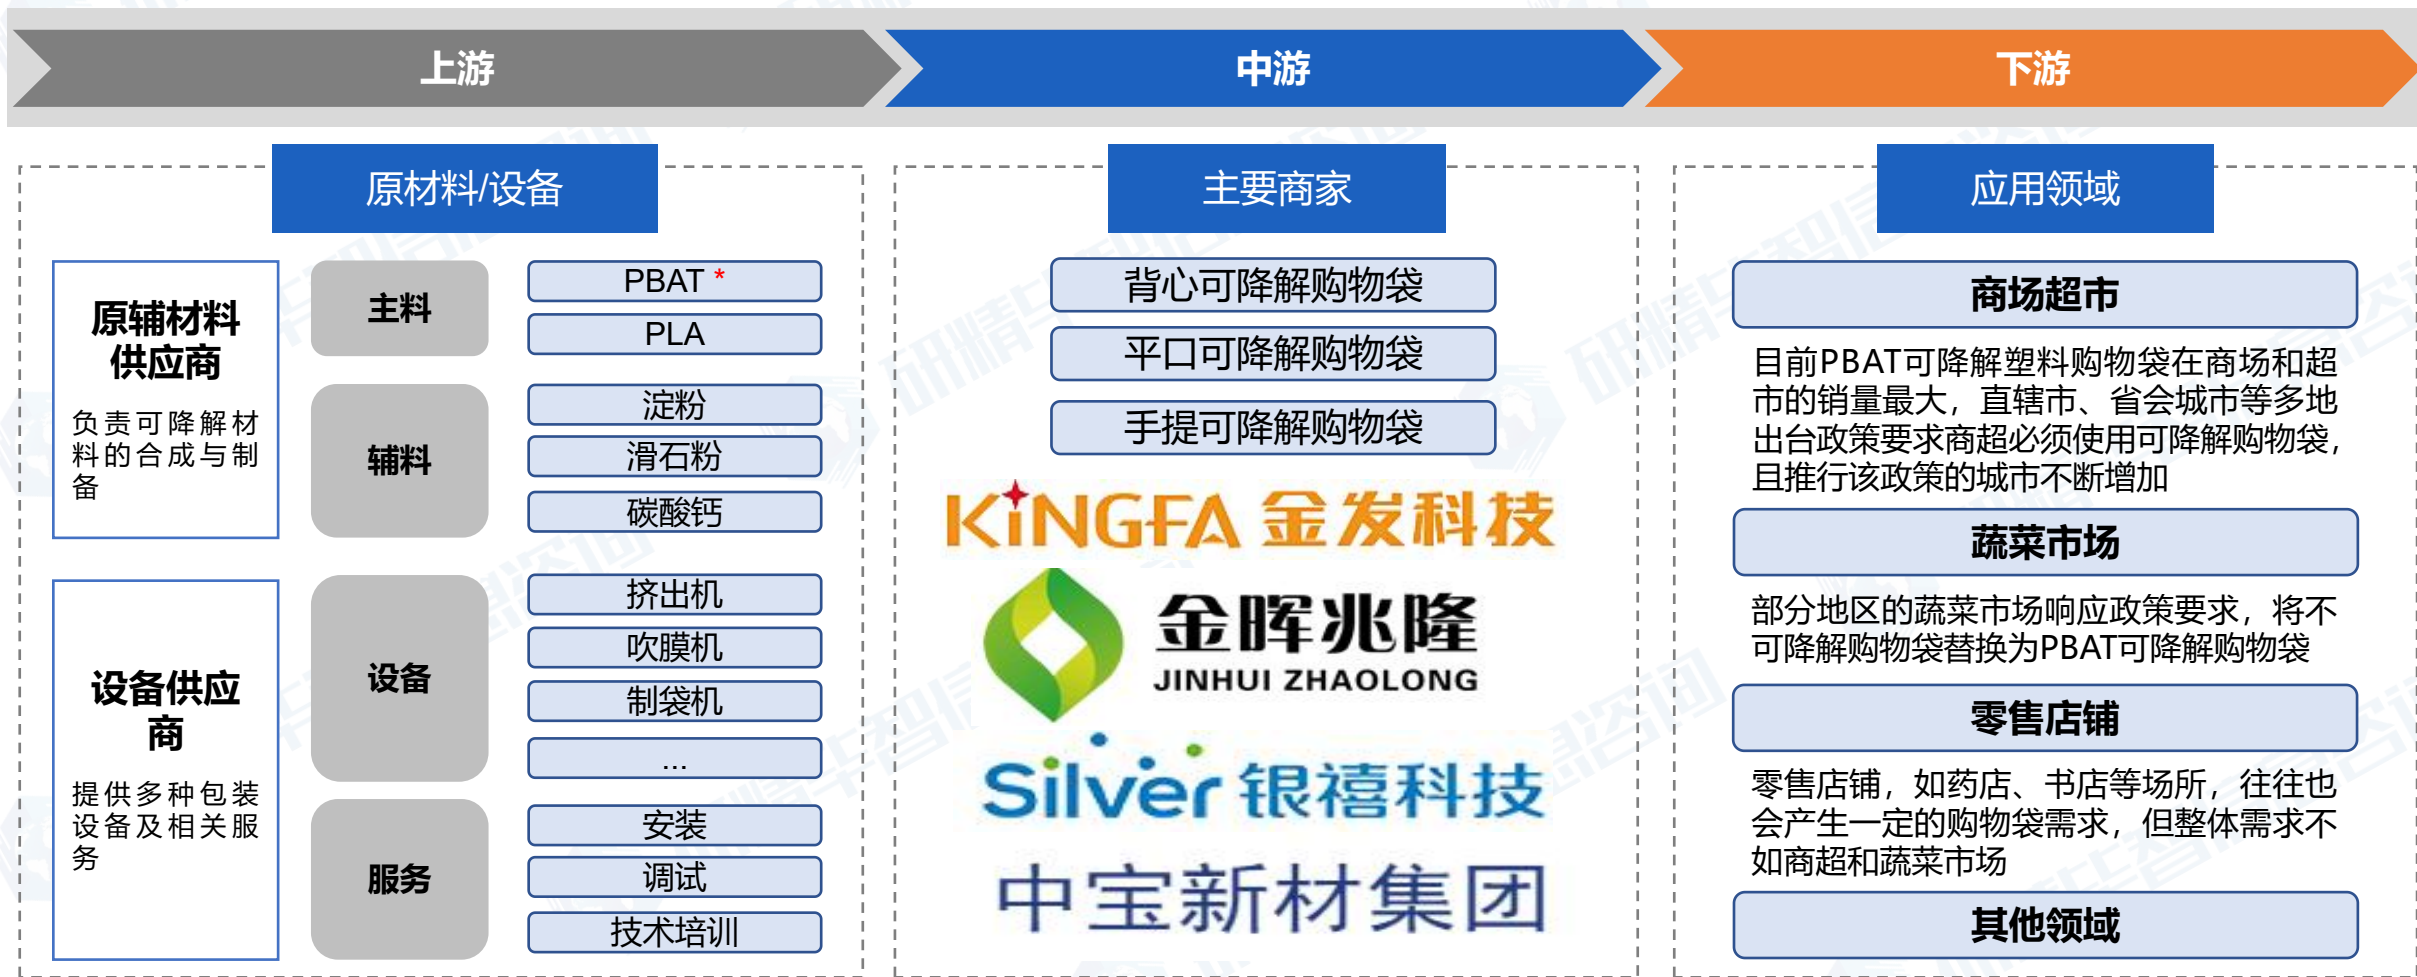 上游
中游
下游
原材料/设备
原辅材料
供应商
负责可降解材
料的合成与制
备
主料
PBAT *
PLA
辅料
淀粉
滑石粉
碳酸钙
设备供应
商
提供多种包装
设备及相关服
务
设备
挤出机
吹膜机
制袋机
...
服务
安装
调试
技术培训
主要商家
背心可降解购物袋
平口可降解购物袋
手提可降解购物袋
KiNGFA 金发科技
金晖兆隆
JINHUI ZHAOLONG
Silver 银禧科技
中宝新材集团
应用领域
商场超市
目前PBAT可降解塑料购物袋在商场和超
市的销量最大，直辖市、省会城市等多地
出台政策要求商超必须使用可降解购物袋，
且推行该政策的城市不断增加
蔬菜市场
部分地区的蔬菜市场响应政策要求，将不
可降解购物袋替换为PBAT可降解购物袋
零售店铺
零售店铺，如药店、书店等场所，往往也
会产生一定的购物袋需求，但整体需求不
如商超和蔬菜市场
其他领域